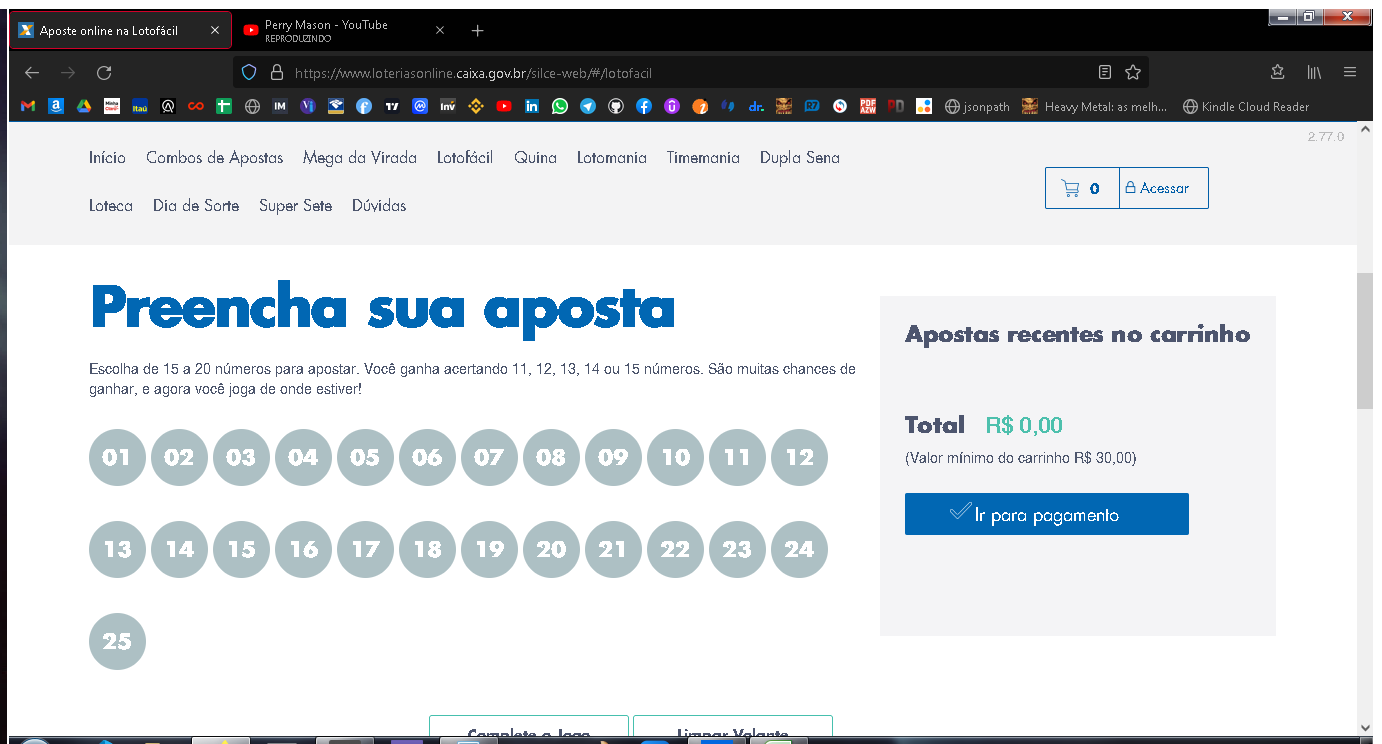 Aposte online na Lotofácil
Perry Mason - YouTube
REPRODUZINDO
https://www.loteriasonline.caixa.gov.br/silce-web/#/lotofacil
jsonpath
Heavy Metal: as melh...
Kindle Cloud Reader
2.77.0
Início Combos de Apostas Mega da Virada Lotofácil Quina Lotomania Timemania Dupla Sena
Loteca Dia de Sorte Super Sete Dúvidas
0 Acessar
Preencha sua aposta
Escolha de 15 a 20 números para apostar. Você ganha acertando 11, 12, 13, 14 ou 15 números. São muitas chances de
ganhar, e agora você joga de onde estiver!
01 02 03 04 05 06 07 08 09 10 11 12
13 14 15 16 17 18 19 20 21 22 23 24
25
Complete o Jogo Limpar Volante
Apostas recentes no carrinho
Total R$ 0,00
(Valor mínimo do carrinho R$ 30,00)
Ir para pagamento